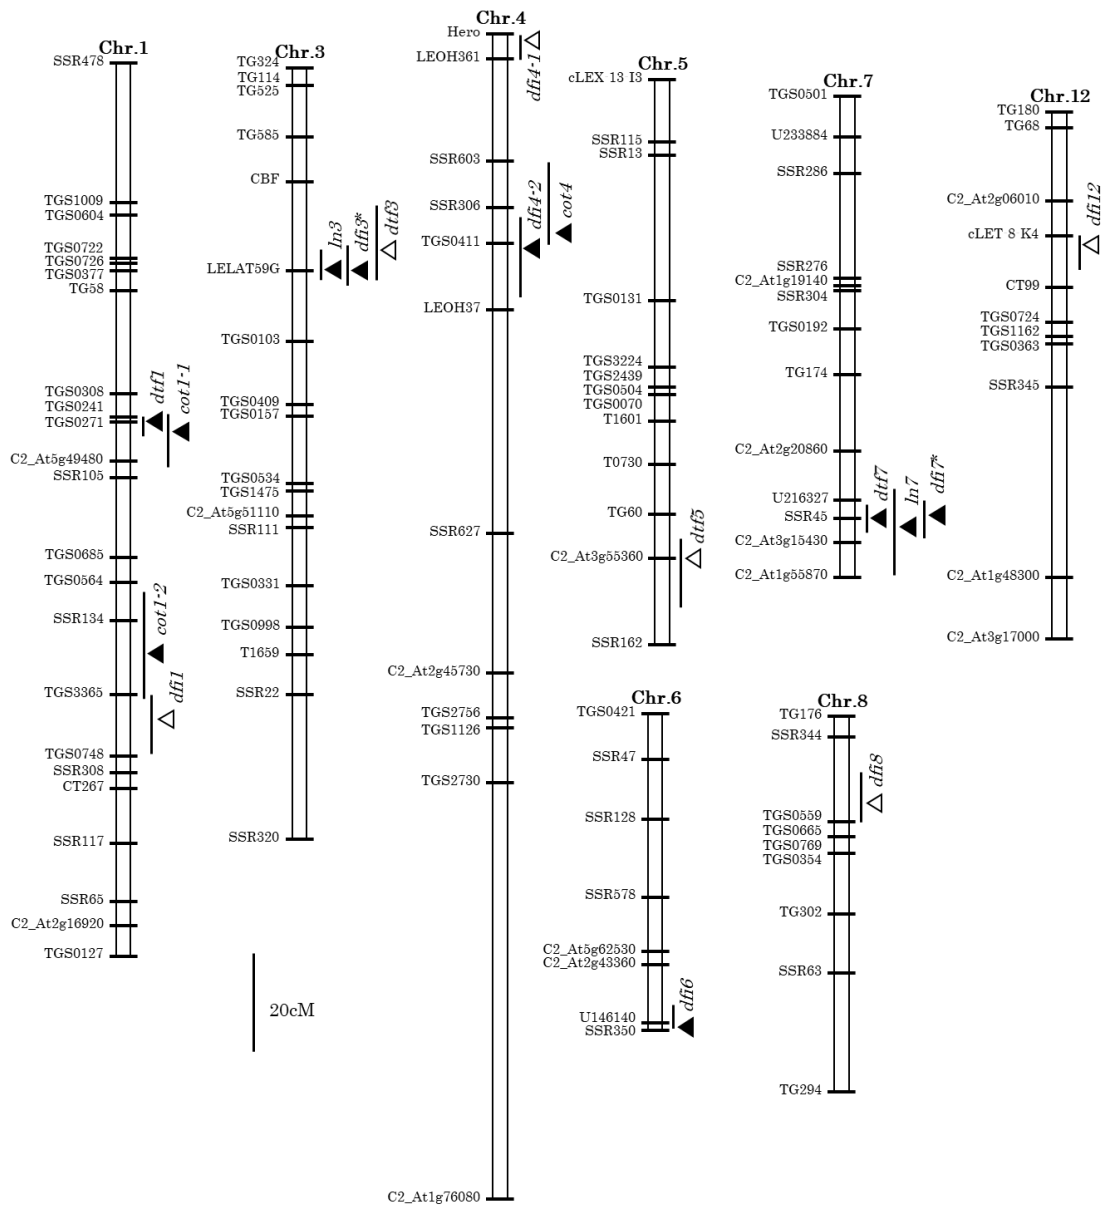 Chr.1
SSR478
TGS1009
TGS0604
TGS0722
TGS0726
TGS0377
TG58
TGS0308
TGS0241
TGS0271
C2_At5g49480
SSR105
TGS0685
TGS0564
SSR134
TGS3365
TGS0748
SSR308
CT267
SSR117
SSR65
C2_At2g16920
TGS0127
dtf1
cot1-1
cot1-2
dfi1
20cM
Chr.3
TG324
TG114
TG525
TG585
CBF
LELAT59G
TGS0103
TGS0409
TGS0157
TGS0534
TGS1475
C2_At5g51110
SSR111
TGS0331
TGS0998
T1659
SSR22
SSR320
ln3
dfi3*
dtf3
Chr.4
Hero
LEOH361
SSR603
SSR306
TGS0411
LEOH37
SSR627
C2_At2g45730
TGS2756
TGS1126
TGS2730
C2_At1g76080
dfi4-1
dfi4-2
cot4
Chr.5
cLEX 13 I3
SSR115
SSR13
TGS0131
TGS3224
TGS2439
TGS0504
TGS0070
T1601
T0730
TG60
C2_At3g55360
SSR162
dtf5
Chr.6
TGS0421
SSR47
SSR128
SSR578
C2_At5g62530
C2_At2g43360
U146140
SSR350
dfi6
Chr.7
TGS0501
U233884
SSR286
SSR276
C2_At1g19140
SSR304
TGS0192
TG174
C2_At2g20860
U216327
SSR45
C2_At3g15430
C2_At1g55870
dtf7
ln7
dfi7*
Chr.8
TG176
SSR344
TGS0559
TGS0665
TGS0769
TGS0354
TG302
SSR63
TG294
dfi8
Chr.12
TG180
TG68
C2_At2g06010
cLET 8 K4
CT99
TGS0724
TGS1162
TGS0363
SSR345
C2_At1g48300
C2_At3g17000
dfi12